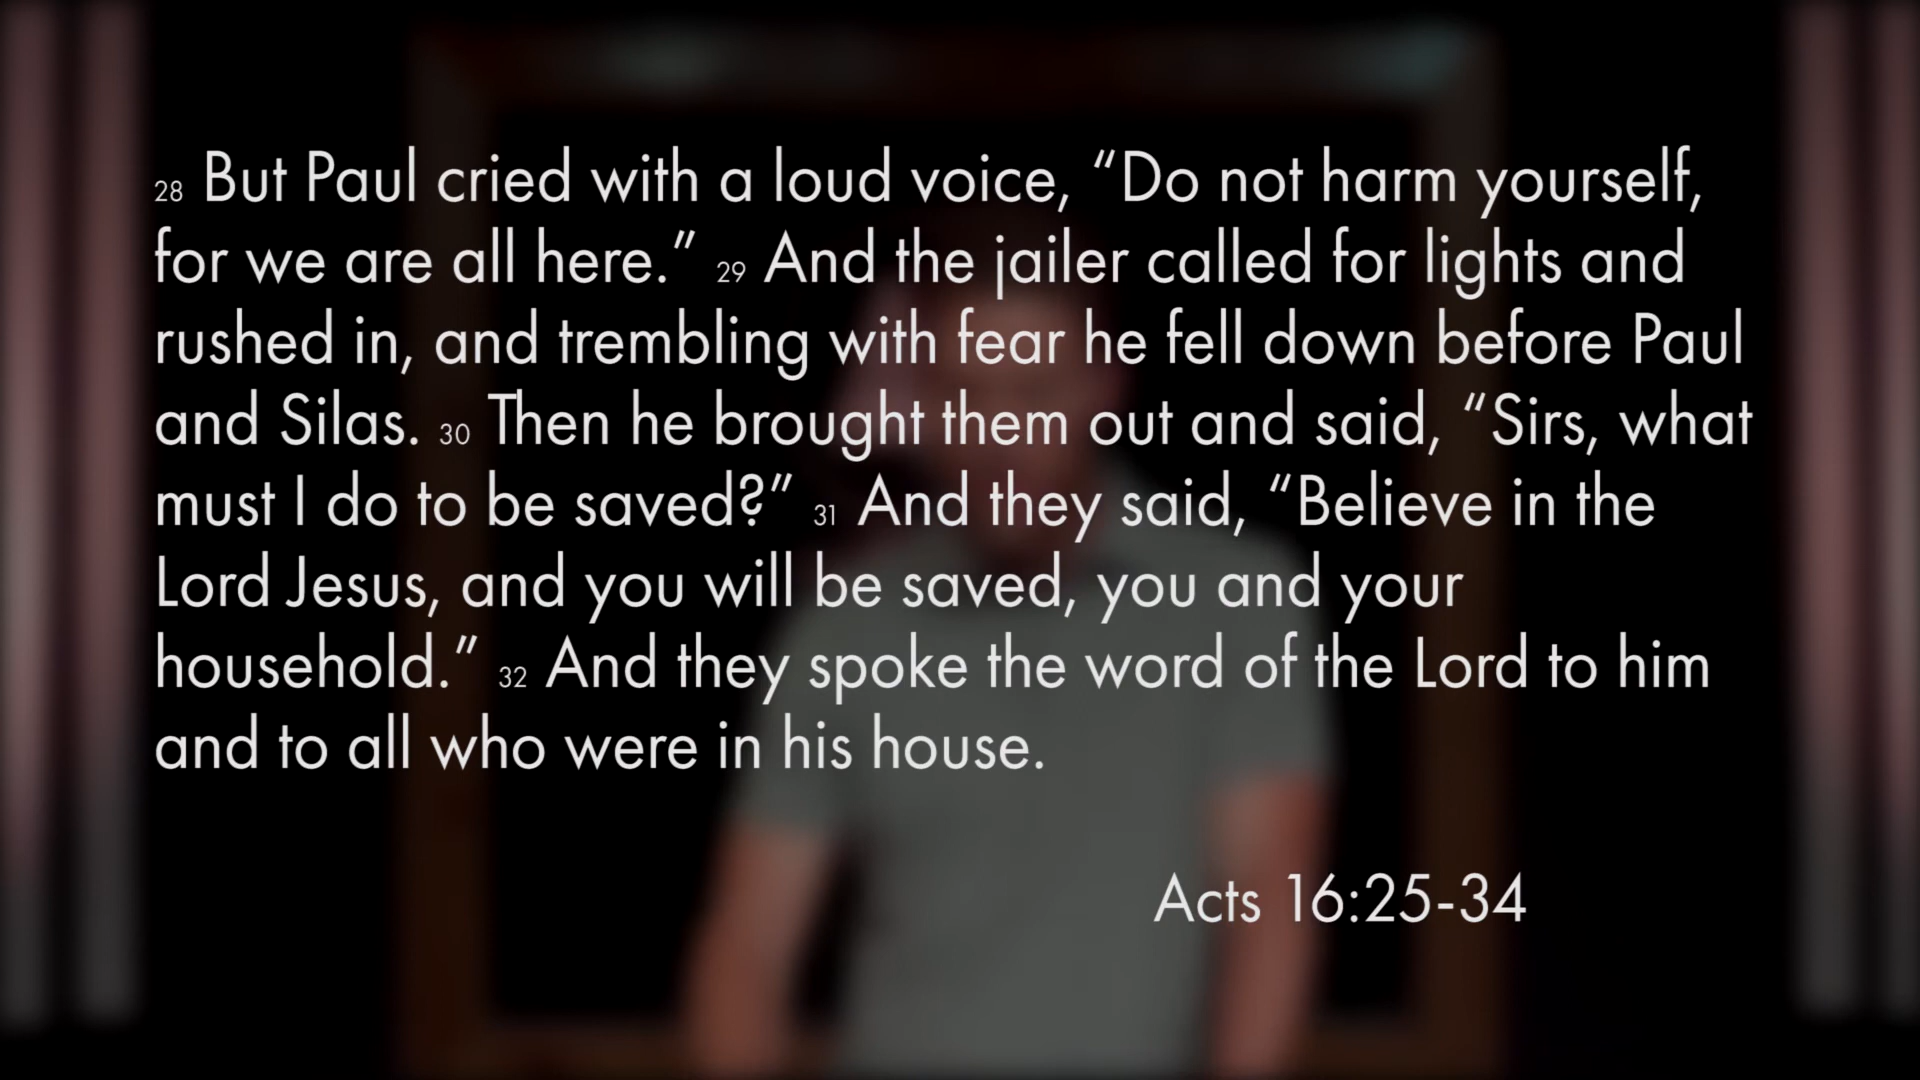 28 But Paul cried with a loud voice, “Do not harm yourself,
for we are all here.” 29 And the jailer called for lights and
rushed in, and trembling with fear he fell down before Paul
and Silas. 30 Then he brought them out and said, “Sirs, what
must I do to be saved?” 31 And they said, “Believe in the
Lord Jesus, and you will be saved, you and your
household.” 32 And they spoke the word of the Lord to him
and to all who were in his house.
Acts 16:25-34